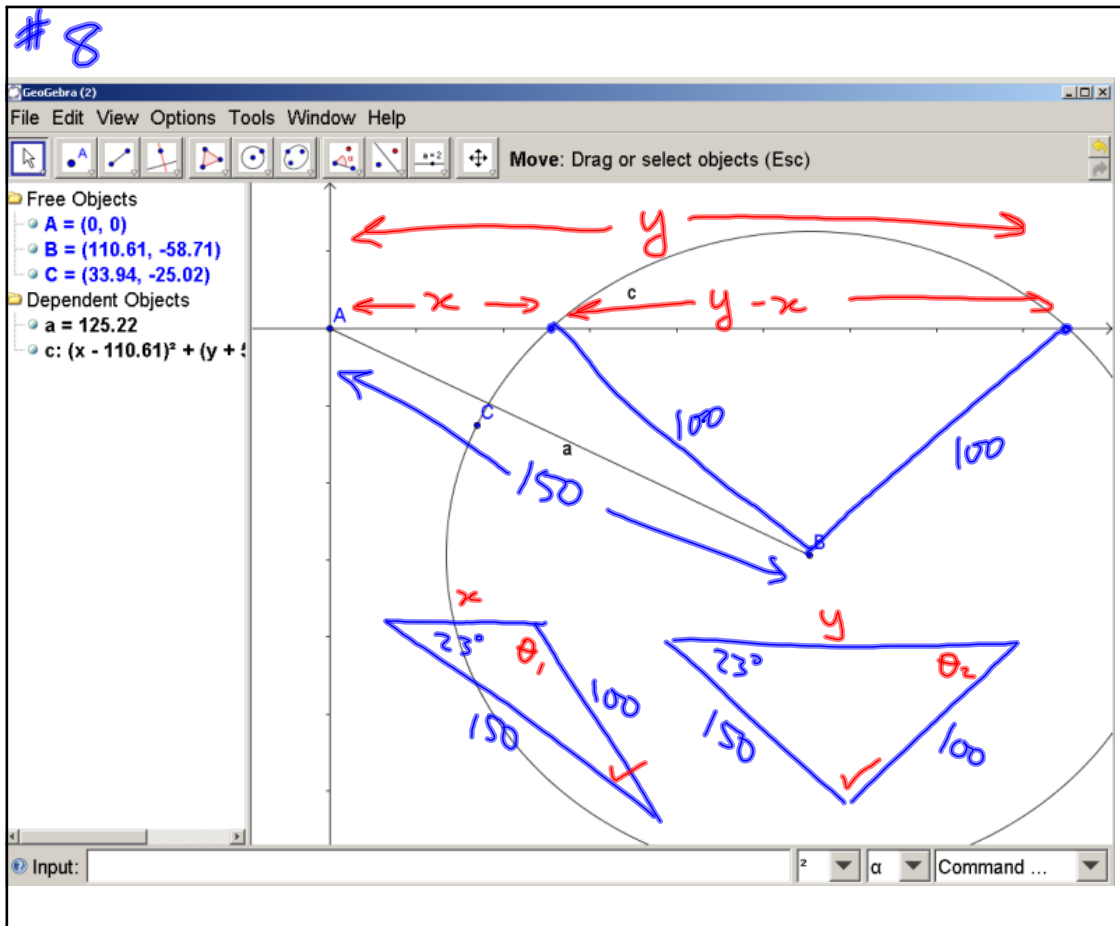 # 8
GeoGebra (2)
File Edit View Options Tools Window Help
A
a=2
Move: Drag or select objects (Esc)
Free Objects
A = (0, 0)
B = (110.61, -58.71)
C = (33.94, -25.02)
Dependent Objects
a = 125.22
c: (x - 110.61)² + (y + 5
y
x
c
y - x
A
C
a
100
100
150
B
x
23°
θ₁
100
150
y
23°
θ₂
150
100
Input:
²
α
Command ...